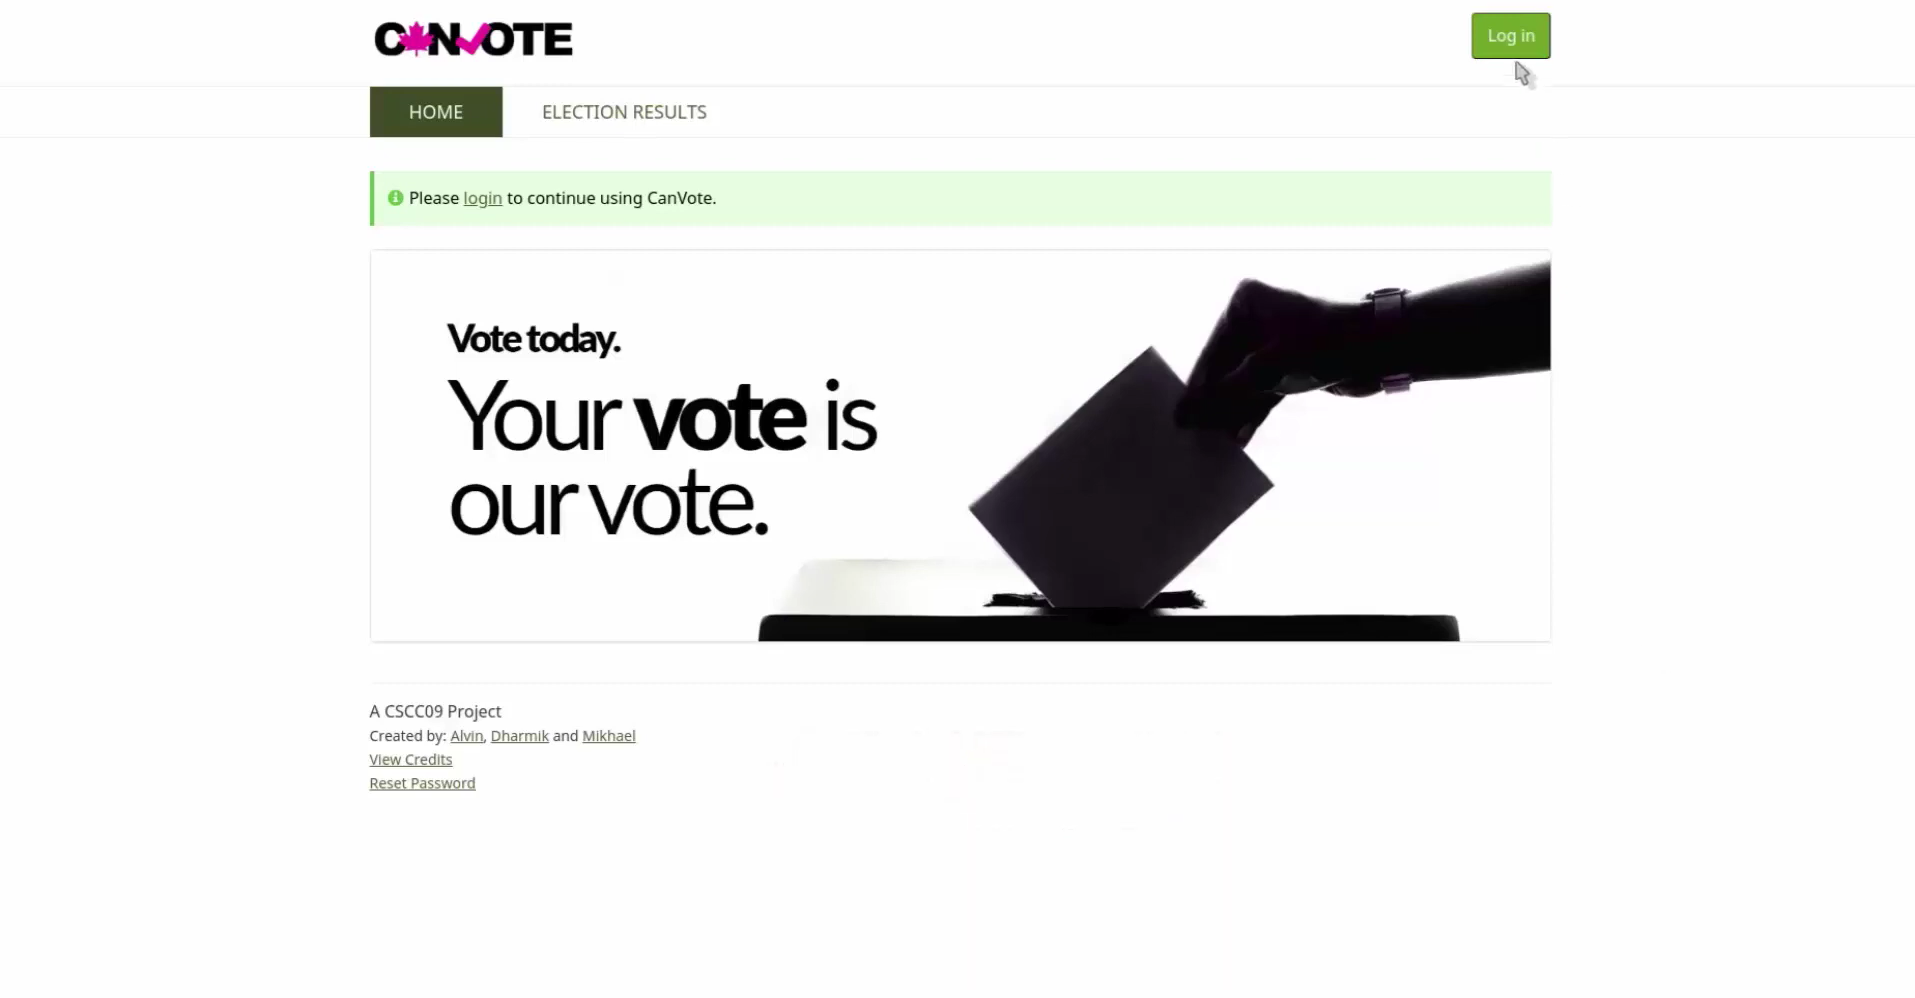 CANVOTE
Log in
HOME
ELECTION RESULTS
Please login to continue using CanVote.
Vote today.
Your vote is
our vote.
A CSCC09 Project
Created by: Alvin, Dharmik and Mikhael
View Credits
Reset Password